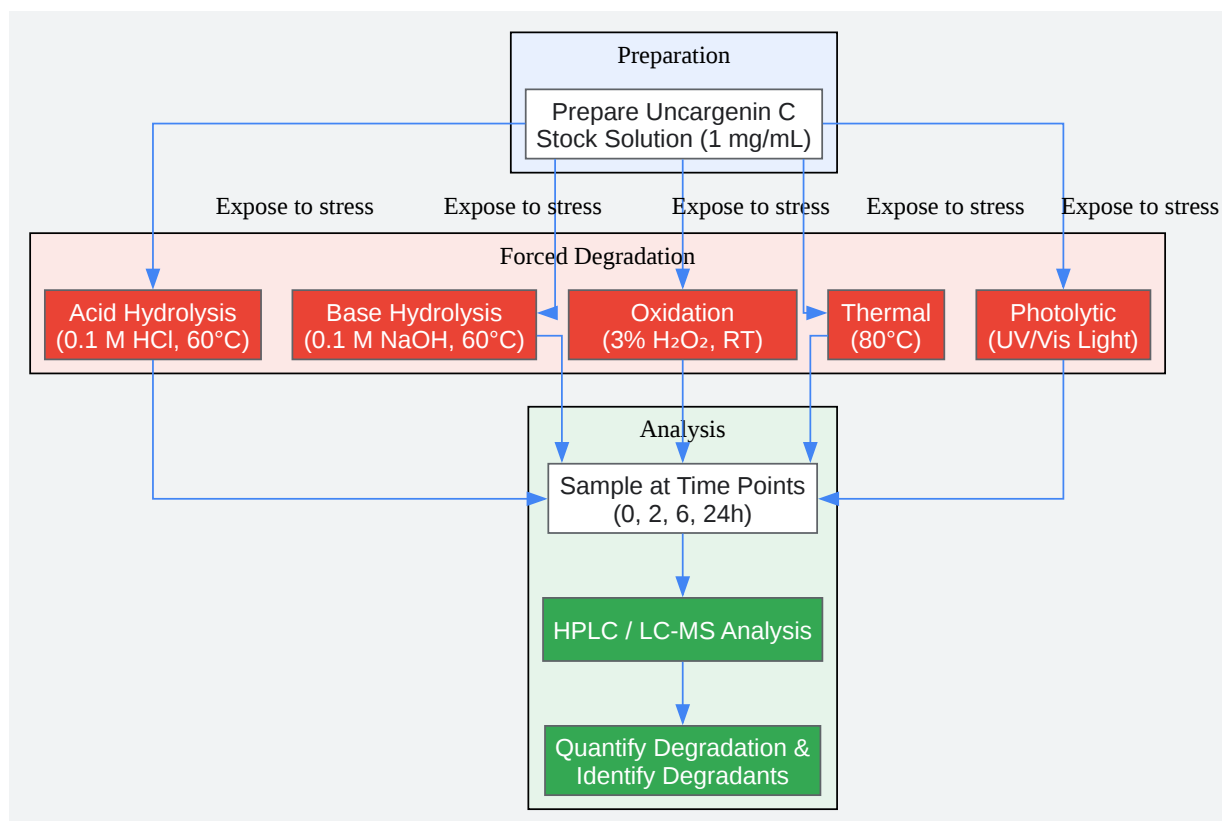 Preparation
Prepare Uncargenin C
Stock Solution (1 mg/mL)
Expose to stress
Expose to stress
Expose to stress
Expose to stress
Expose to stress
Forced Degradation
Acid Hydrolysis
(0.1 M HCl, 60°C)
Base Hydrolysis
(0.1 M NaOH, 60°C)
Oxidation
(3% H₂O₂, RT)
Thermal
(80°C)
Photolytic
(UV/Vis Light)
Analysis
Sample at Time Points
(0, 2, 6, 24h)
HPLC / LC-MS Analysis
Quantify Degradation &
Identify Degradants